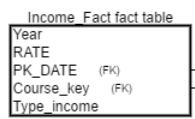 Income_Fact fact table
Year
RATE
PK_DATE (FK)
Course_key (FK)
Type_income